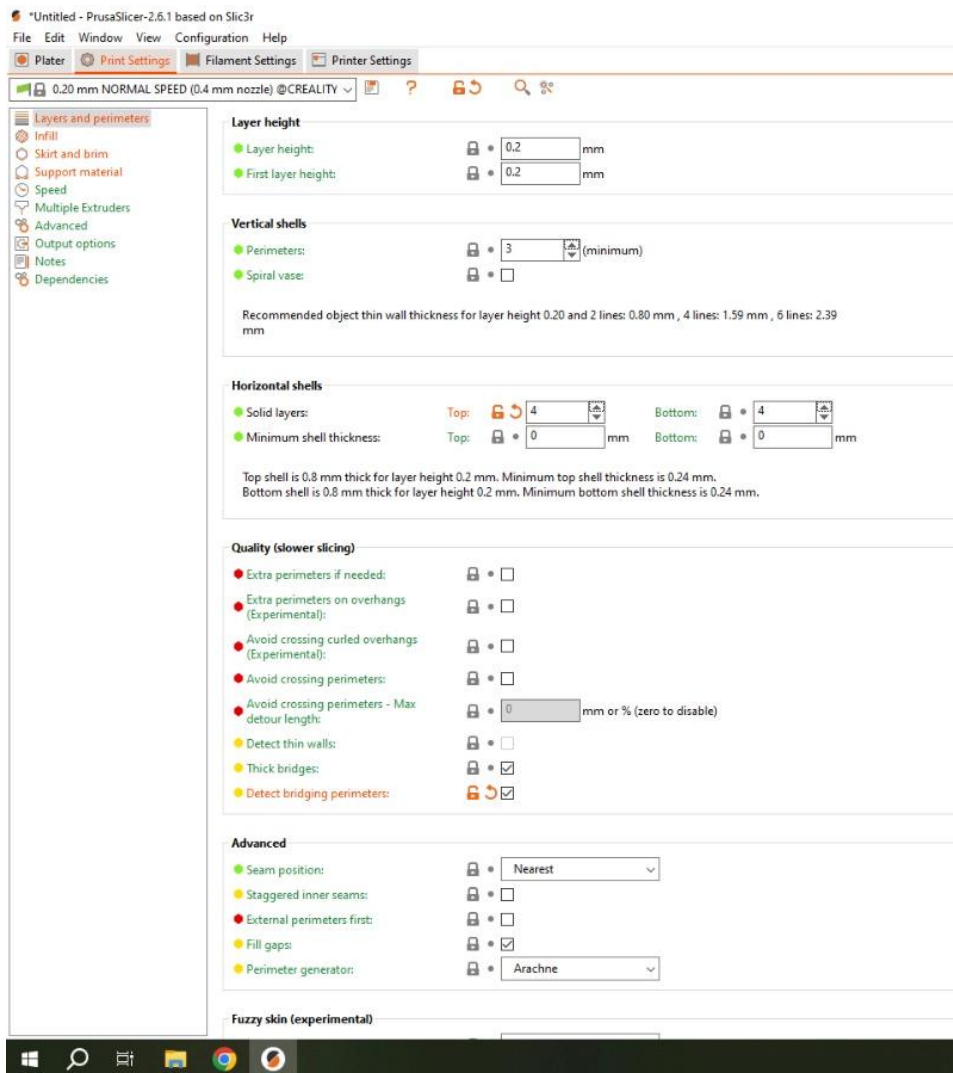 *Untitled - PrusaSlicer-2.6.1 based on Slic3r
File Edit Window View Configuration Help
Plater Print Settings Filament Settings Printer Settings
0.20 mm NORMAL SPEED (0.4 mm nozzle) @CREALITY ?
Layers and perimeters
Infill
Skirt and brim
Support material
Speed
Multiple Extruders
Advanced
Output options
Notes
Dependencies
Layer height
Layer height: 0.2 mm
First layer height: 0.2 mm
Vertical shells
Perimeters: 3 (minimum)
Spiral vase:
Recommended object thin wall thickness for layer height 0.20 and 2 lines: 0.80 mm , 4 lines: 1.59 mm , 6 lines: 2.39
mm
Horizontal shells
Solid layers: Top: 4 Bottom: 4
Minimum shell thickness: Top: 0 mm Bottom: 0 mm
Top shell is 0.8 mm thick for layer height 0.2 mm. Minimum top shell thickness is 0.24 mm.
Bottom shell is 0.8 mm thick for layer height 0.2 mm. Minimum bottom shell thickness is 0.24 mm.
Quality (slower slicing)
Extra perimeters if needed:
Extra perimeters on overhangs
(Experimental):
Avoid crossing curled overhangs
(Experimental):
Avoid crossing perimeters:
Avoid crossing perimeters - Max
detour length: 0 mm or % (zero to disable)
Detect thin walls:
Thick bridges:
Detect bridging perimeters:
Advanced
Seam position: Nearest
Staggered inner seams:
External perimeters first:
Fill gaps:
Perimeter generator: Arachne
Fuzzy skin (experimental)